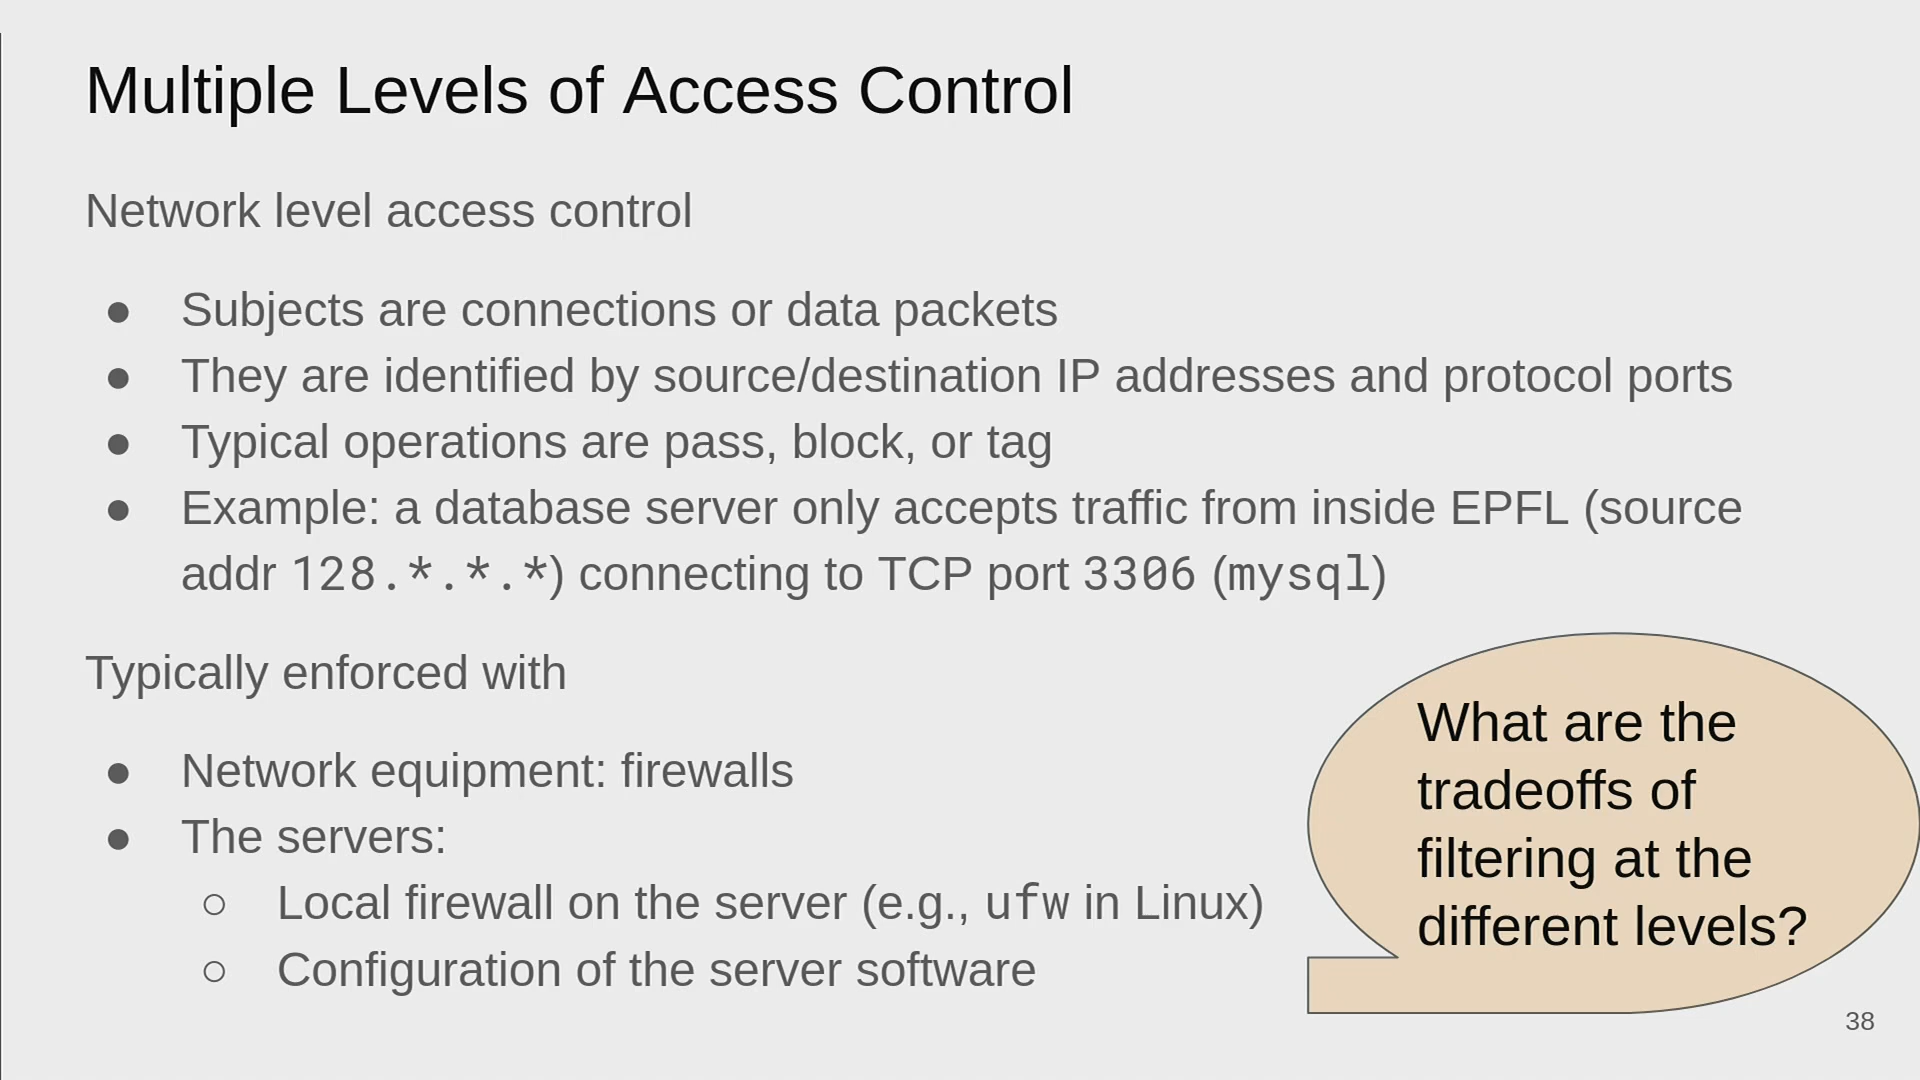 Multiple Levels of Access Control
Network level access control
● Subjects are connections or data packets
● They are identified by source/destination IP addresses and protocol ports
● Typical operations are pass, block, or tag
● Example: a database server only accepts traffic from inside EPFL (source
addr 128.*.*.*) connecting to TCP port 3306 (mysql)
Typically enforced with
● Network equipment: firewalls
● The servers:
○ Local firewall on the server (e.g., ufw in Linux)
○ Configuration of the server software
What are the
tradeoffs of
filtering at the
different levels?
38